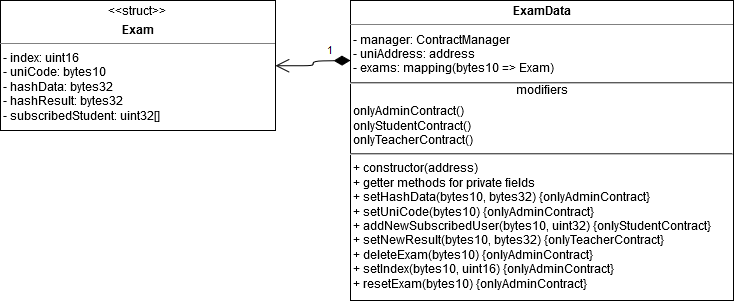 <<struct>>
Exam
- index: uint16
- uniCode: bytes10
- hashData: bytes32
- hashResult: bytes32
- subscribedStudent: uint32[]
1
ExamData
- manager: ContractManager
- uniAddress: address
- exams: mapping(bytes10 => Exam)
modifiers
onlyAdminContract()
onlyStudentContract()
onlyTeacherContract()
+ constructor(address)
+ getter methods for private fields
+ setHashData(bytes10, bytes32) {onlyAdminContract}
+ setUniCode(bytes10) {onlyAdminContract}
+ addNewSubscribedUser(bytes10, uint32) {onlyStudentContract}
+ setNewResult(bytes10, bytes32) {onlyTeacherContract}
+ deleteExam(bytes10) {onlyAdminContract}
+ setIndex(bytes10, uint16) {onlyAdminContract}
+ resetExam(bytes10) {onlyAdminContract}